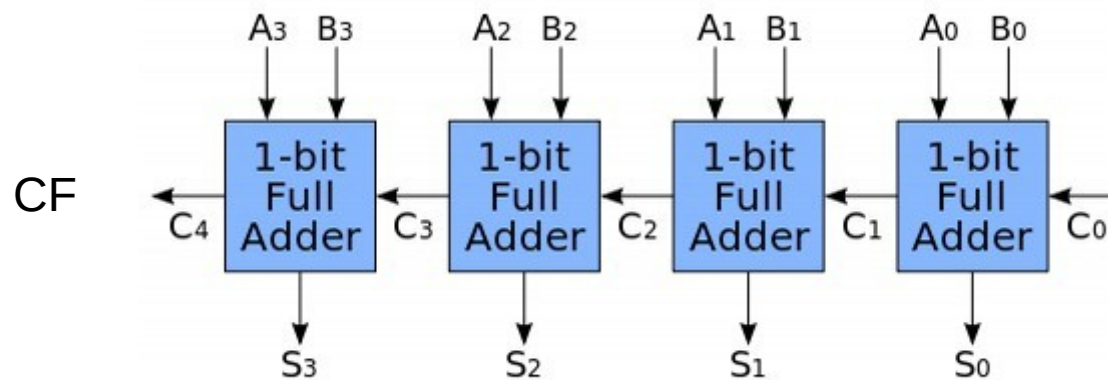 A3 B3 A2 B2 A1 B1 A0 B0
1-bit Full Adder
1-bit Full Adder
1-bit Full Adder
1-bit Full Adder
CF
C4 C3 C2 C1 C0
S3 S2 S1 S0